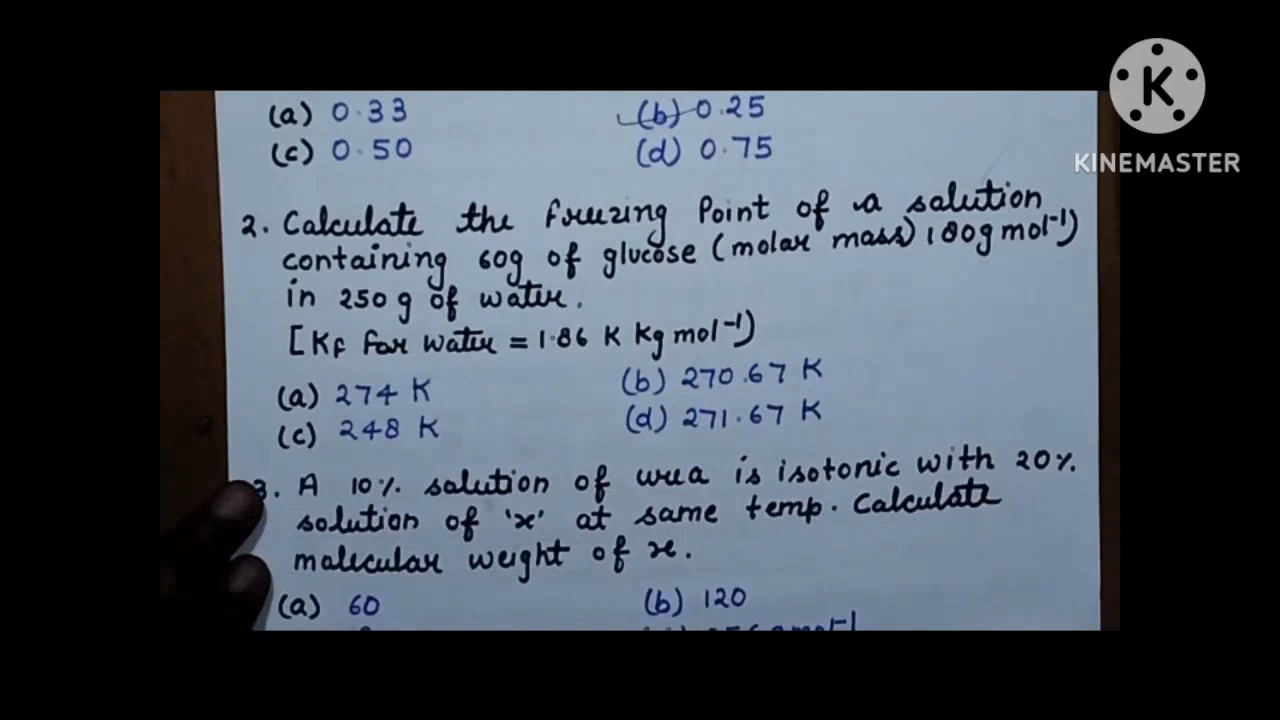 (a) 0.33 (b) 0.25
(c) 0.50 (d) 0.75
KINEMASTER
2. Calculate the freezing Point of a solution
containing 60g of glucose (molar mass) 180g mol⁻¹)
in 250 g of water.
[Kf for water = 1.86 K Kg mol⁻¹)
(a) 274 K (b) 270.67 K
(c) 248 K (d) 271.67 K
3. A 10% solution of urea is isotonic with 20%
solution of 'x' at same temp. Calculate
molecular weight of x.
(a) 60 (b) 120